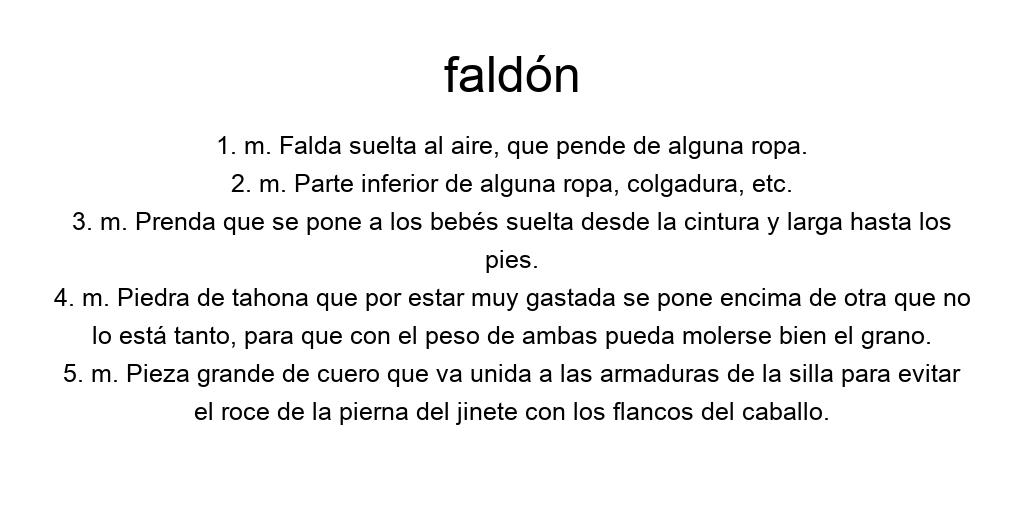 faldón
1. m. Falda suelta al aire, que pende de alguna ropa.
2. m. Parte inferior de alguna ropa, colgadura, etc.
3. m. Prenda que se pone a los bebés suelta desde la cintura y larga hasta los
pies.
4. m. Piedra de tahona que por estar muy gastada se pone encima de otra que no
lo está tanto, para que con el peso de ambas pueda molerse bien el grano.
5. m. Pieza grande de cuero que va unida a las armaduras de la silla para evitar
el roce de la pierna del jinete con los flancos del caballo.